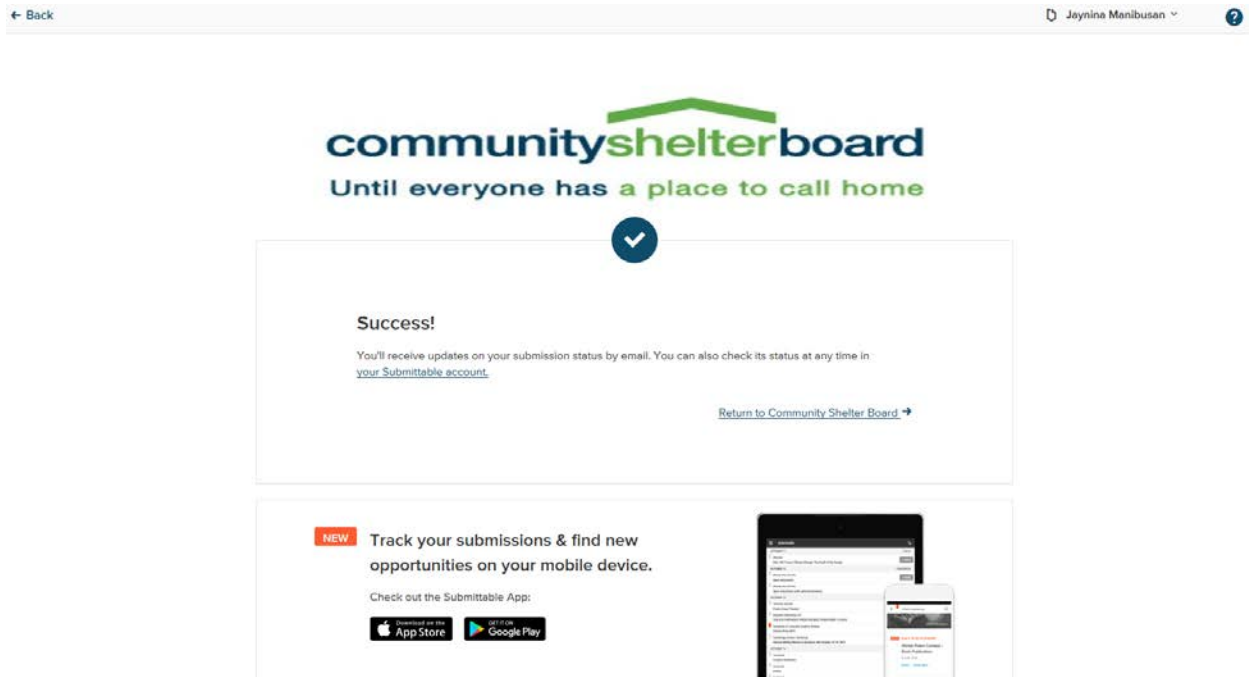 ← Back
Jaynina Manibusan
?
communityshelterboard
Until everyone has a place to call home
Success!
You'll receive updates on your submission status by email. You can also check its status at any time in
your Submittable account.
Return to Community Shelter Board →
NEW
Track your submissions & find new
opportunities on your mobile device.
Check out the Submittable App:
Download on the
App Store
GET IT ON
Google Play